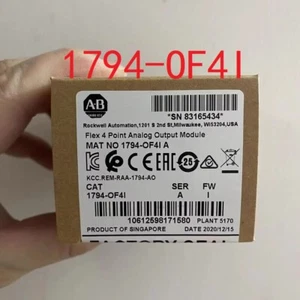 1794-OF4I
AB
*SN 83165434*
Rockwell Automation,1201 S 2nd St,Milwaukee, WI53204,USA
Flex 4 Point Analog Output Module
MAT NO 1794-OF4I A
KCC.REM-RAA-1794-AO
CAT SER FW
1794-OF4I A I
10612598171580 PLANT 5170
PRODUCT OF SINGAPORE DATE 2020/12/15